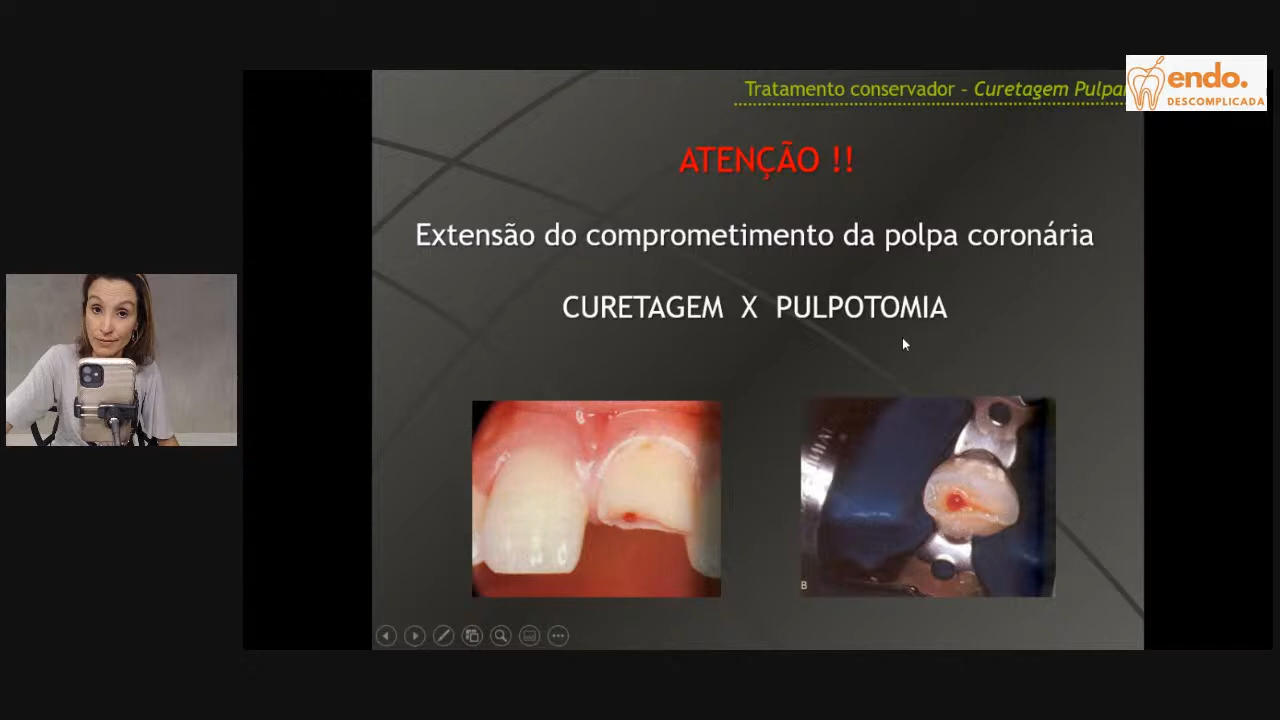 Tratamento conservador – Curetagem Pulpar
endo.
DESCOMPLICADA
ATENÇÃO !!
Extensão do comprometimento da polpa coronária
CURETAGEM X PULPOTOMIA
B